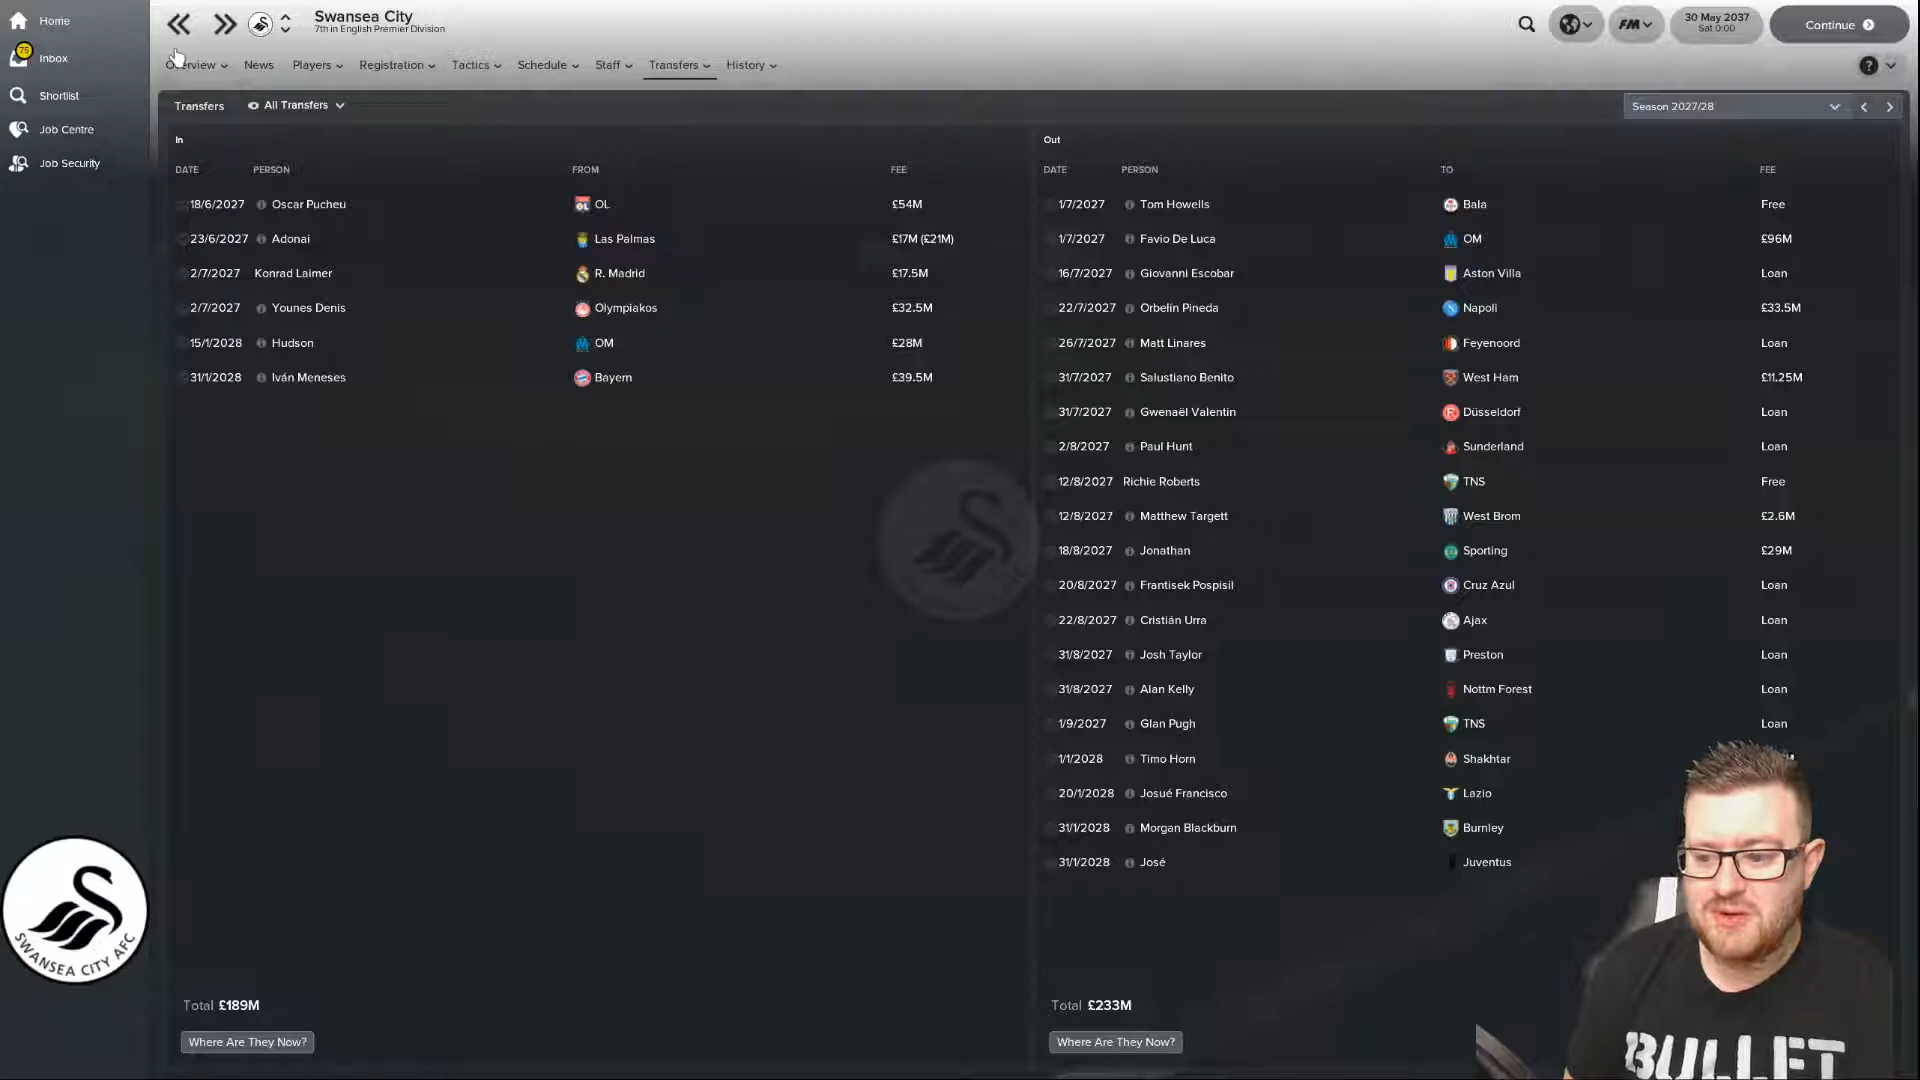 Home
75
Inbox
Shortlist
Job Centre
Job Security
Swansea City
7th in English Premier Division
FM
30 May 2037
Sat 0:00
Continue
Overview News Players Registration Tactics Schedule Staff Transfers History
?
Transfers All Transfers
Season 2027/28
In
DATE PERSON FROM FEE
18/6/2027 Oscar Pucheu OL £54M
23/6/2027 Adonai Las Palmas £17M (£21M)
2/7/2027 Konrad Laimer R. Madrid £17.5M
2/7/2027 Younes Denis Olympiakos £32.5M
15/1/2028 Hudson OM £28M
31/1/2028 Iván Meneses Bayern £39.5M
Total £189M
Where Are They Now?
Out
DATE PERSON TO FEE
1/7/2027 Tom Howells Bala Free
1/7/2027 Favio De Luca OM £96M
16/7/2027 Giovanni Escobar Aston Villa Loan
22/7/2027 Orbelín Pineda Napoli £33.5M
26/7/2027 Matt Linares Feyenoord Loan
31/7/2027 Salustiano Benito West Ham £11.25M
31/7/2027 Gwenaël Valentin Düsseldorf Loan
2/8/2027 Paul Hunt Sunderland Loan
12/8/2027 Richie Roberts TNS Free
12/8/2027 Matthew Targett West Brom £2.6M
18/8/2027 Jonathan Sporting £29M
20/8/2027 Frantisek Pospisil Cruz Azul Loan
22/8/2027 Cristián Urra Ajax Loan
31/8/2027 Josh Taylor Preston Loan
31/8/2027 Alan Kelly Nottm Forest Loan
1/9/2027 Glan Pugh TNS Loan
1/1/2028 Timo Horn Shakhtar
20/1/2028 Josué Francisco Lazio
31/1/2028 Morgan Blackburn Burnley
31/1/2028 José Juventus
Total £233M
Where Are They Now?
SWANSEA CITY AFC
BULLET